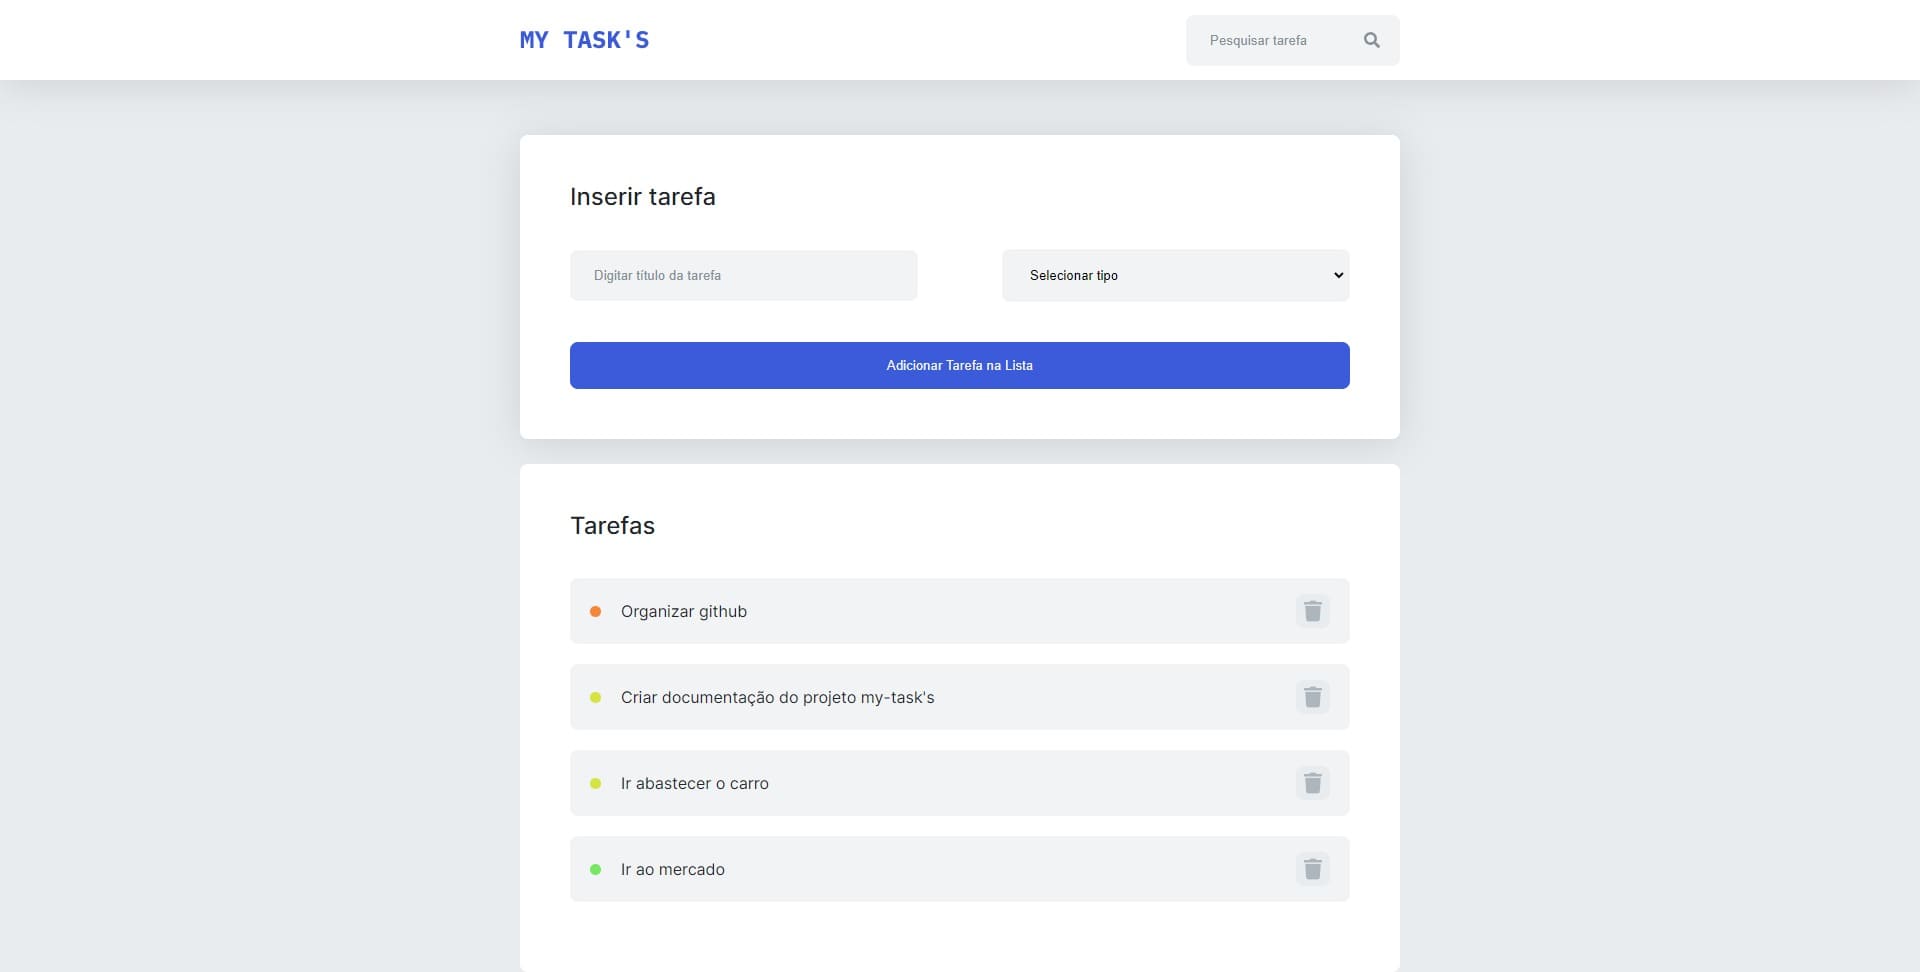 MY TASK'S
Pesquisar tarefa
Inserir tarefa
Digitar título da tarefa
Selecionar tipo
Adicionar Tarefa na Lista
Tarefas
Organizar github
Criar documentação do projeto my-task's
Ir abastecer o carro
Ir ao mercado